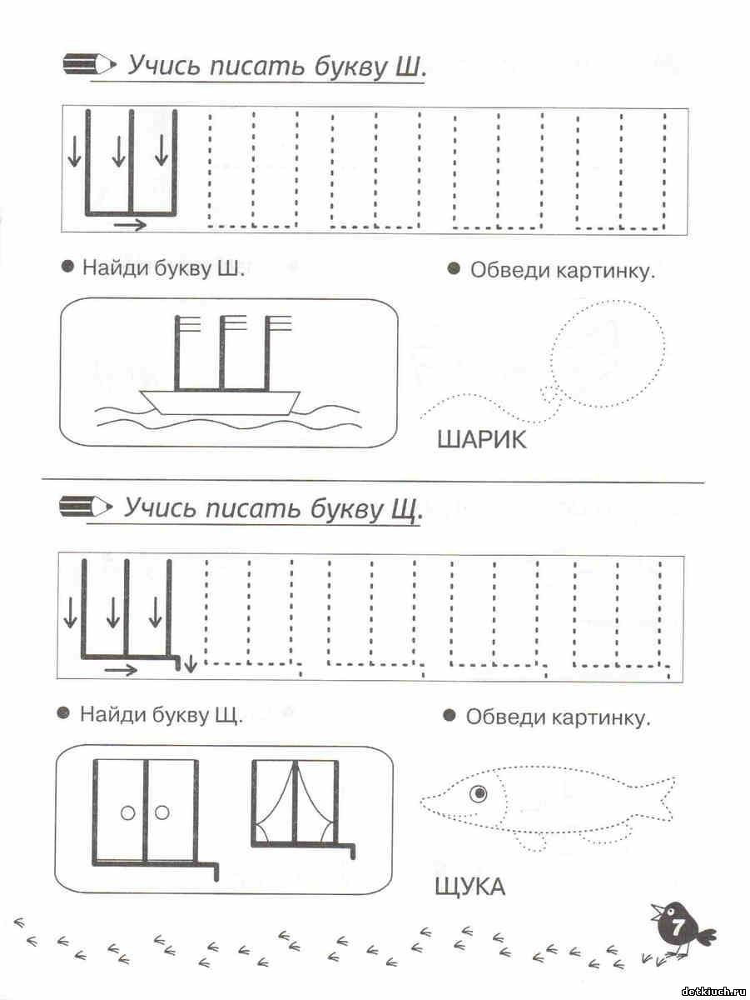 Учись писать букву Ш.
Найди букву Ш.
Обведи картинку.
ШАРИК
Учись писать букву Щ.
Найди букву Щ.
Обведи картинку.
ЩУКА
7
detkiuch.ru